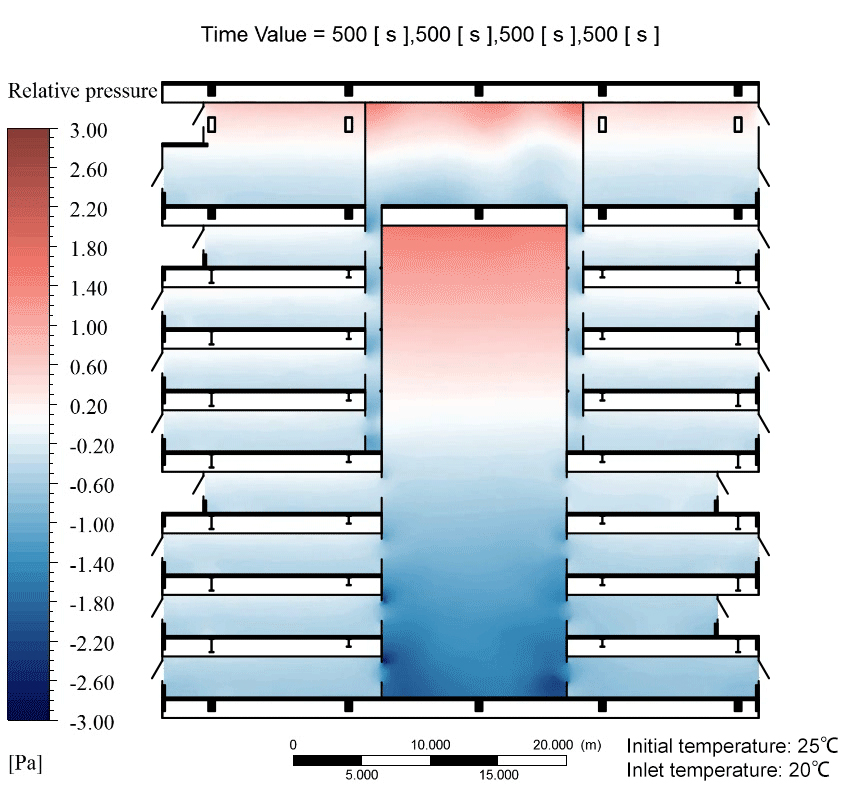 Time Value = 500 [ s ],500 [ s ],500 [ s ],500 [ s ]
Relative pressure
3.00
2.60
2.20
1.80
1.40
1.00
0.60
0.20
-0.20
-0.60
-1.00
-1.40
-1.80
-2.20
-2.60
-3.00
[Pa]
0 10.000 20.000 (m)
5.000 15.000
Initial temperature: 25℃
Inlet temperature: 20℃